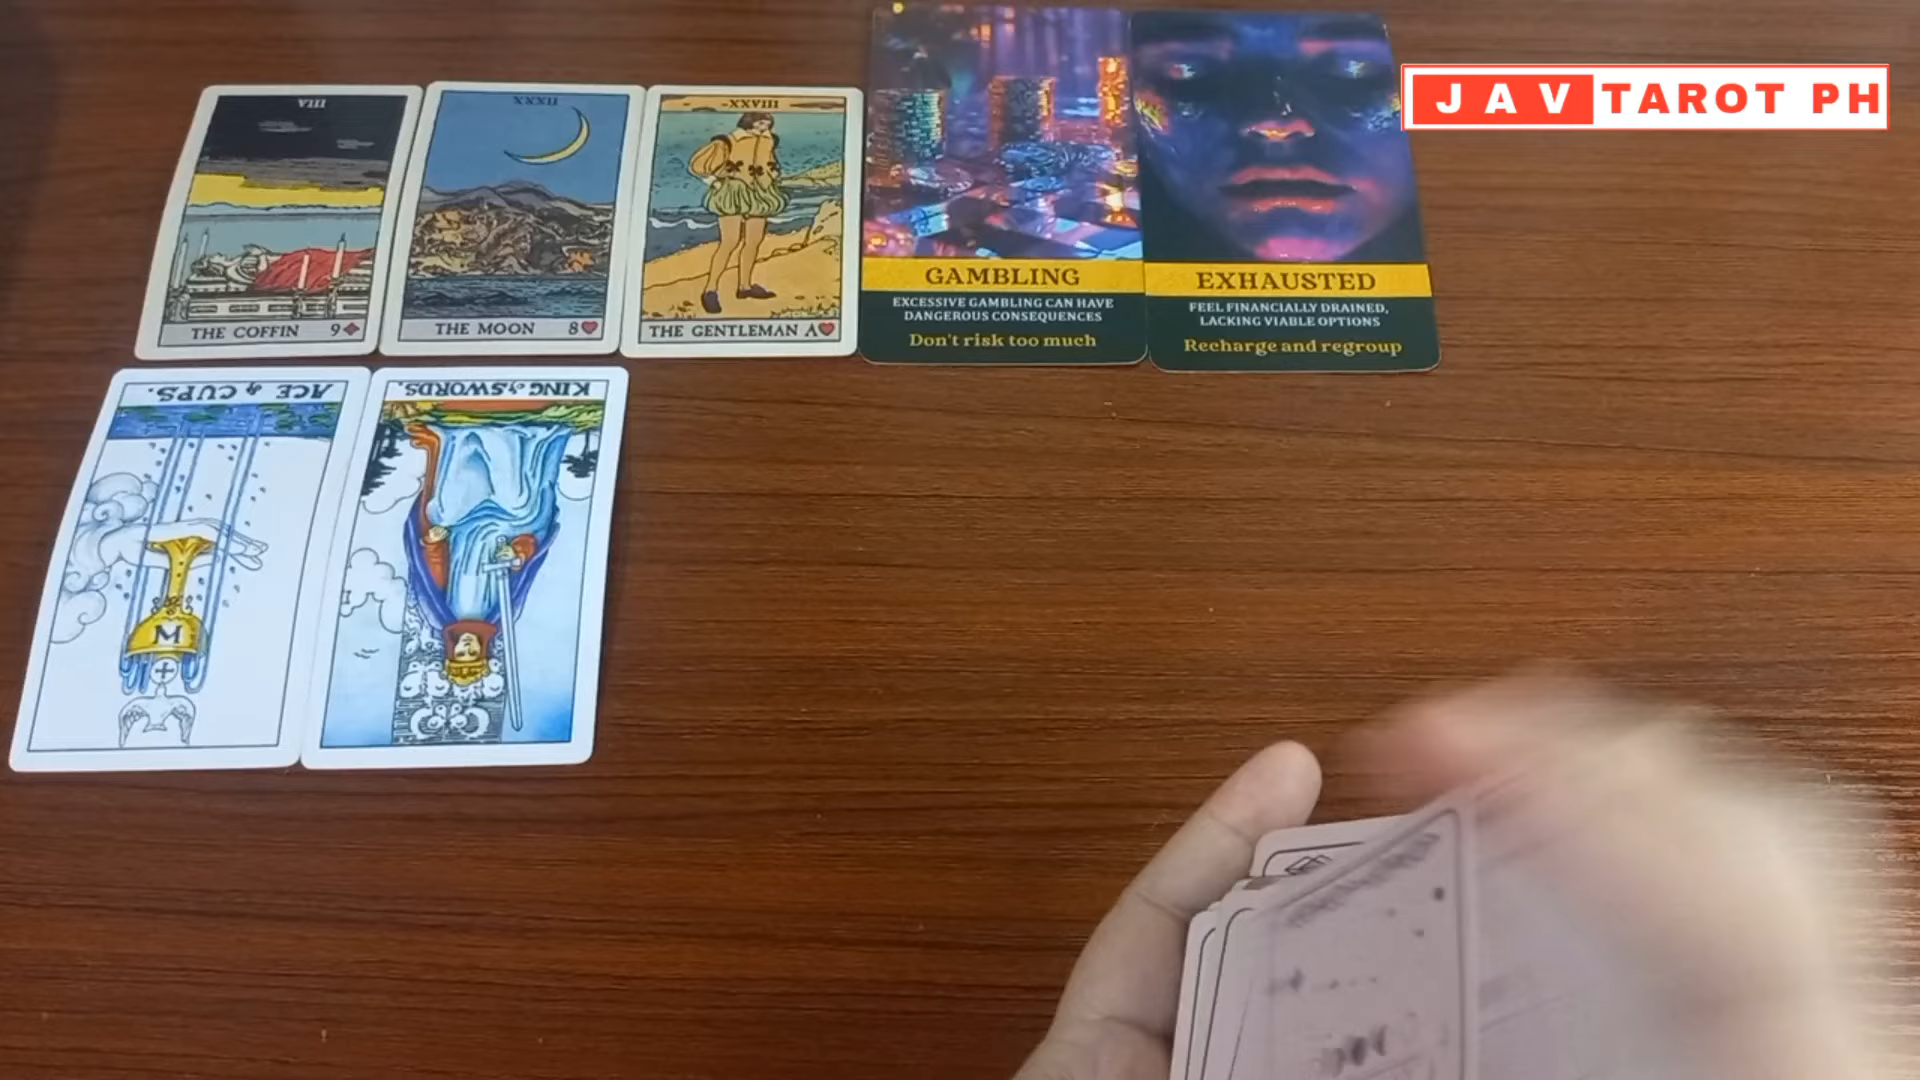 JAV TAROT PH
VIII
XXXII
XXVIII
THE COFFIN 9
THE MOON 8
THE GENTLEMAN A
GAMBLING
EXCESSIVE GAMBLING CAN HAVE
DANGEROUS CONSEQUENCES
Don't risk too much
EXHAUSTED
FEEL FINANCIALLY DRAINED,
LACKING VIABLE OPTIONS
Recharge and regroup
ACE of CUPS.
KING of SWORDS.
M